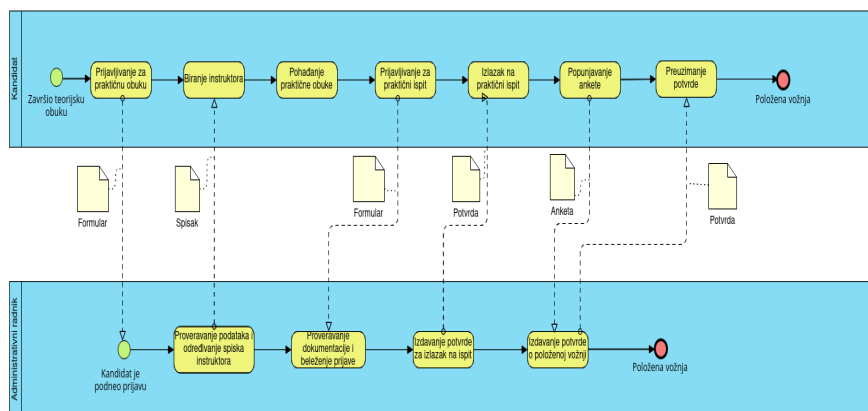 Kandidat
Prijavljivanje za
praktičnu obuku
Biranje instruktora
Pohađanje
praktične obuke
Prijavljivanje za
praktični ispit
Izlazak na
praktični ispit
Popunjavanje
ankete
Preuzimanje
potvrde
Završio teorijsku
obuku
Položena vožnja
Formular
Spisak
Formular
Potvrda
Anketa
Potvrda
Administrativni radnik
Proveravanje podataka i
određivanje spiska
instruktora
Proveravanje
dokumentacije i
beleženje prijave
Izdavanje potvrde
za izlazak na ispit
Izdavanje potvrde
o položenoj vožnji
Kandidat je
podneo prijavu
Položena vožnja